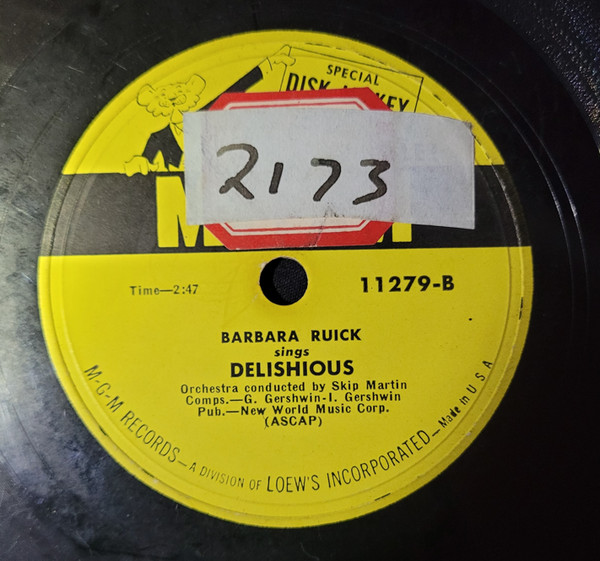 SPECIAL
DISK
2173
M
Time—2:47
11279-B
BARBARA RUICK
sings
DELISHIOUS
Orchestra conducted by Skip Martin
Comps.—G. Gershwin-I. Gershwin
Pub.—New World Music Corp.
(ASCAP)
M-G-M RECORDS—A DIVISION OF LOEW'S INCORPORATED—Made in U S A